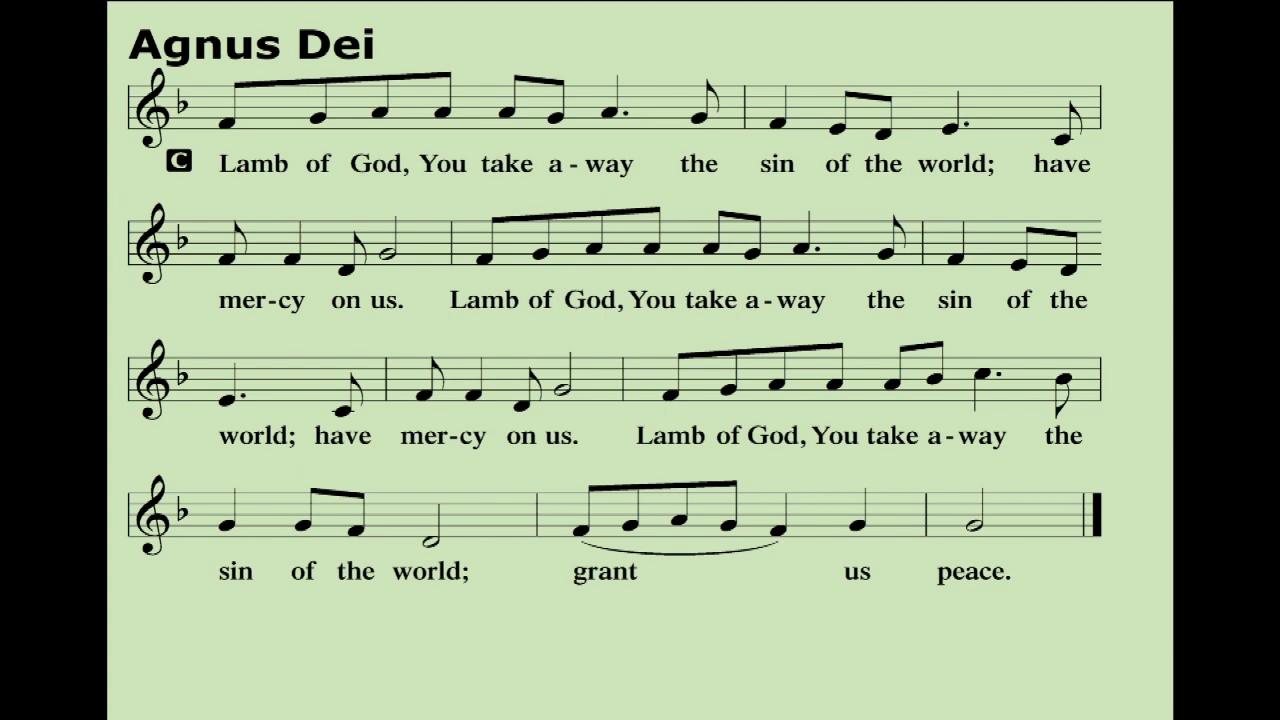 Agnus Dei
C Lamb of God, You take a - way the sin of the world; have
mer-cy on us. Lamb of God, You take a - way the sin of the
world; have mer-cy on us. Lamb of God, You take a - way the
sin of the world; grant us peace.